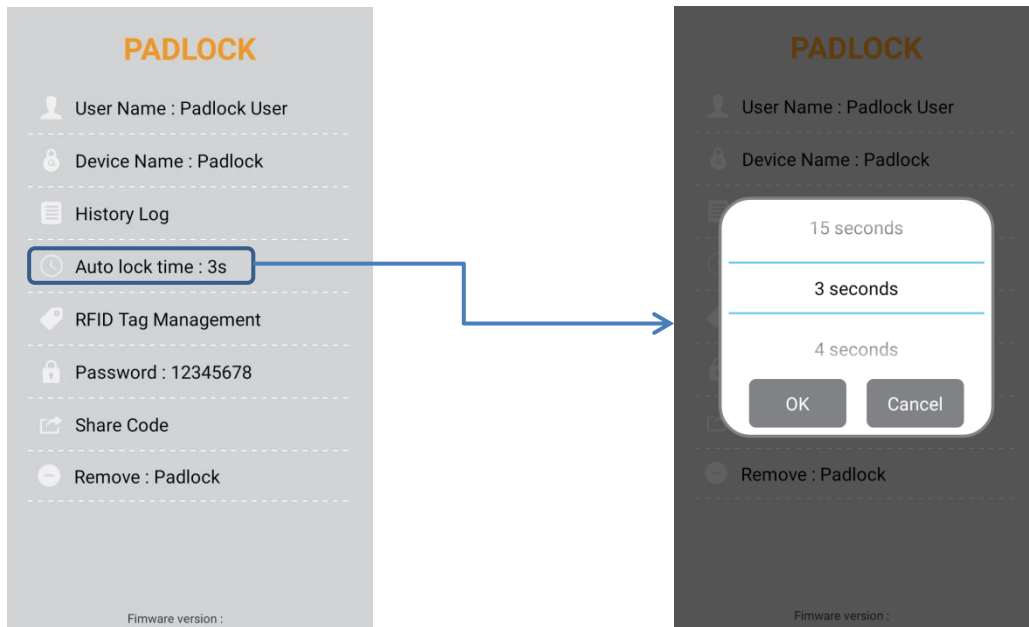 PADLOCK
User Name : Padlock User
Device Name : Padlock
History Log
Auto lock time : 3s
RFID Tag Management
Password : 12345678
Share Code
Remove : Padlock
Fimware version :
PADLOCK
User Name : Padlock User
Device Name : Padlock
15 seconds
3 seconds
4 seconds
OK Cancel
Remove : Padlock
Fimware version :